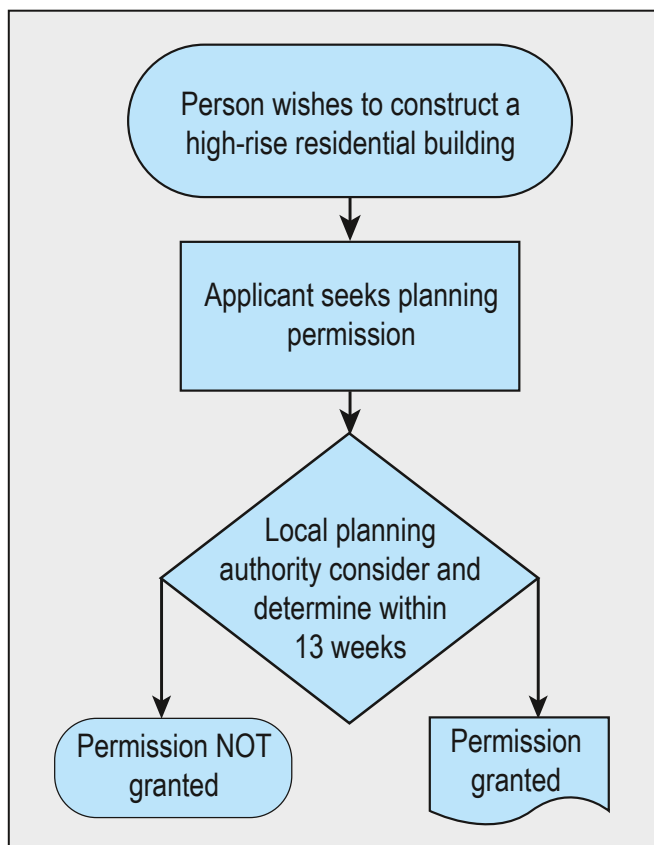 Person wishes to construct a
high-rise residential building
Applicant seeks planning
permission
Local planning
authority consider and
determine within
13 weeks
Permission NOT
granted
Permission
granted